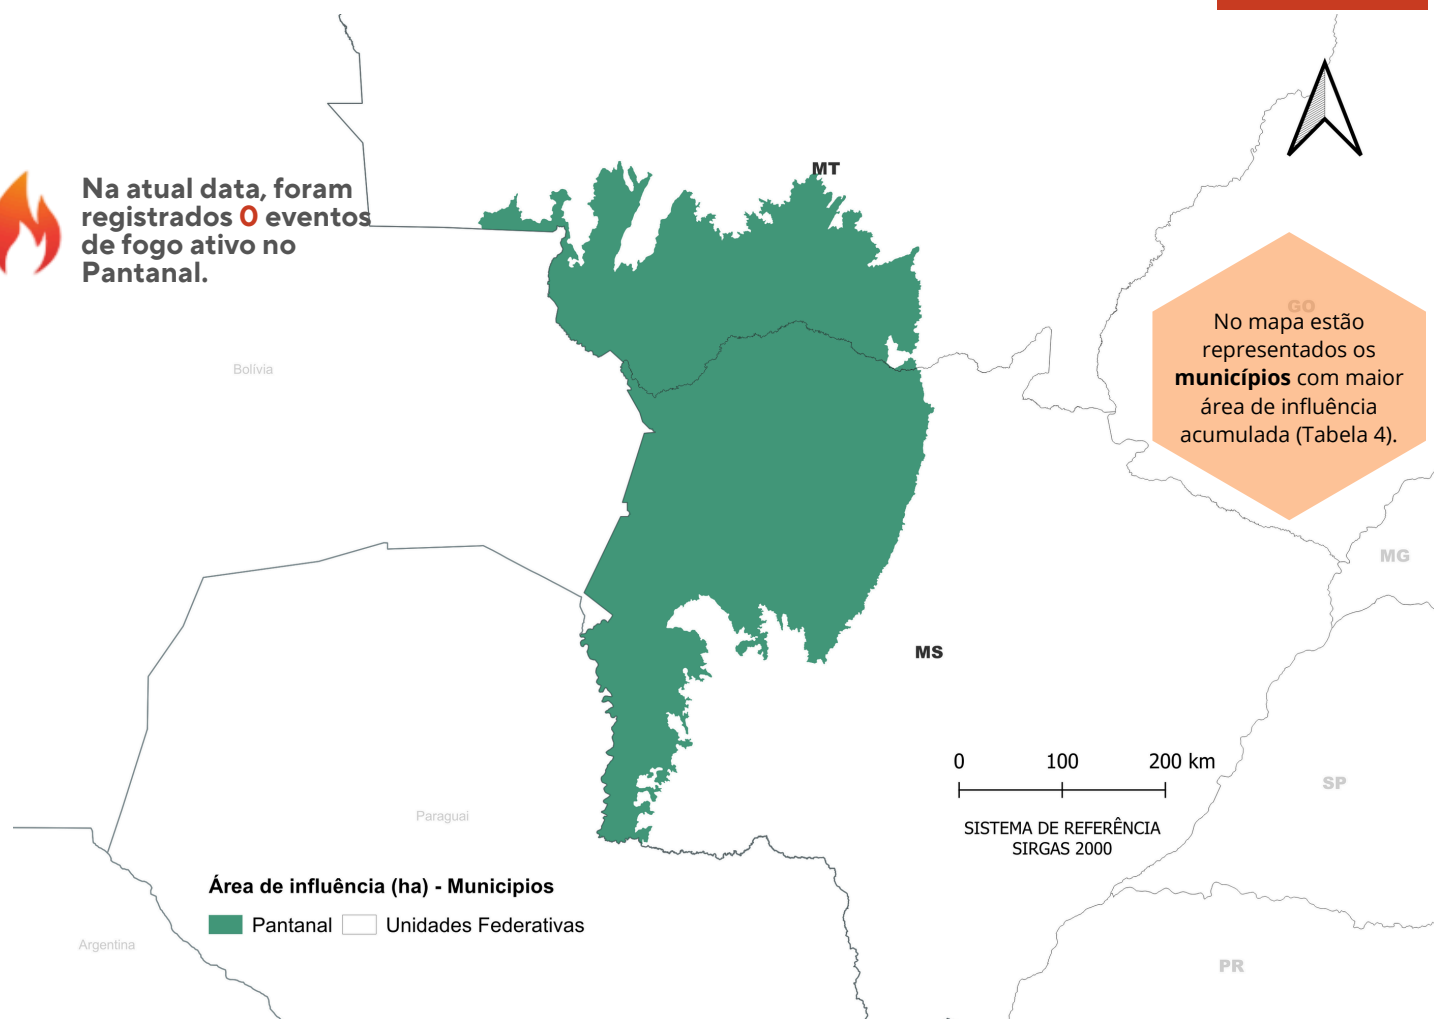 MT
Na atual data, foram
registrados 0 eventos
de fogo ativo no
Pantanal.
GO
No mapa estão
representados os
municípios com maior
área de influência
acumulada (Tabela 4).
Bolívia
MG
MS
0 100 200 km
SP
SISTEMA DE REFERÊNCIA
SIRGAS 2000
Paraguai
Área de influência (ha) - Municipios
Pantanal Unidades Federativas
Argentina
PR